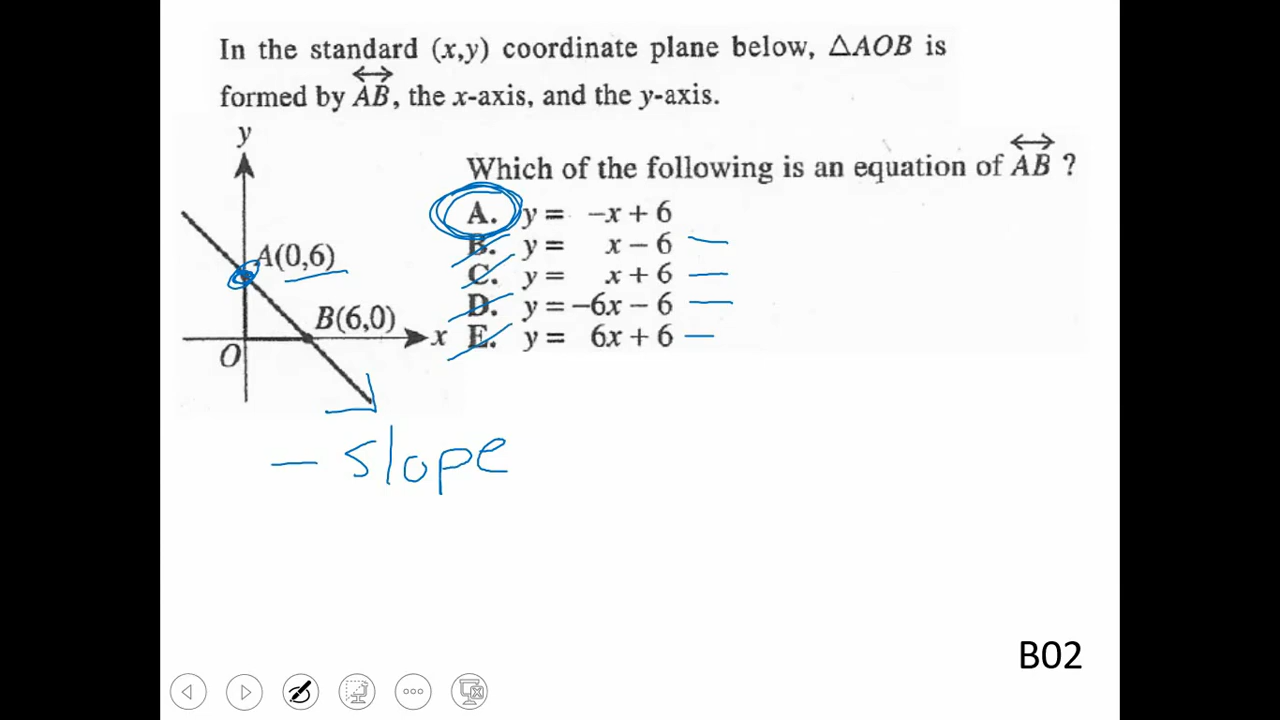 In the standard (x,y) coordinate plane below, △AOB is
formed by AB, the x-axis, and the y-axis.
y
Which of the following is an equation of AB ?
A. y = -x + 6
A(0,6)
B. y = x - 6
C. y = x + 6
D. y = -6x - 6
B(6,0)
E. y = 6x + 6
x
O
- slope
B02